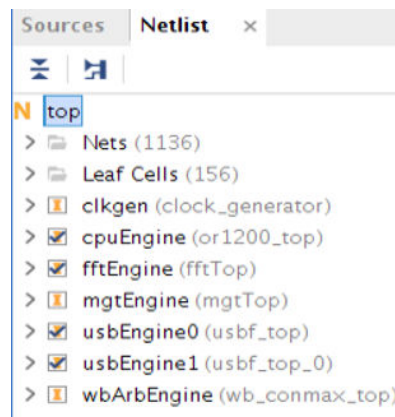 Sources Netlist ×
N top
> Nets (1136)
> Leaf Cells (156)
> clkgen (clock_generator)
> cpuEngine (or1200_top)
> fftEngine (fftTop)
> mgtEngine (mgtTop)
> usbEngine0 (usbf_top)
> usbEngine1 (usbf_top_0)
> wbArbEngine (wb_conmax_top)